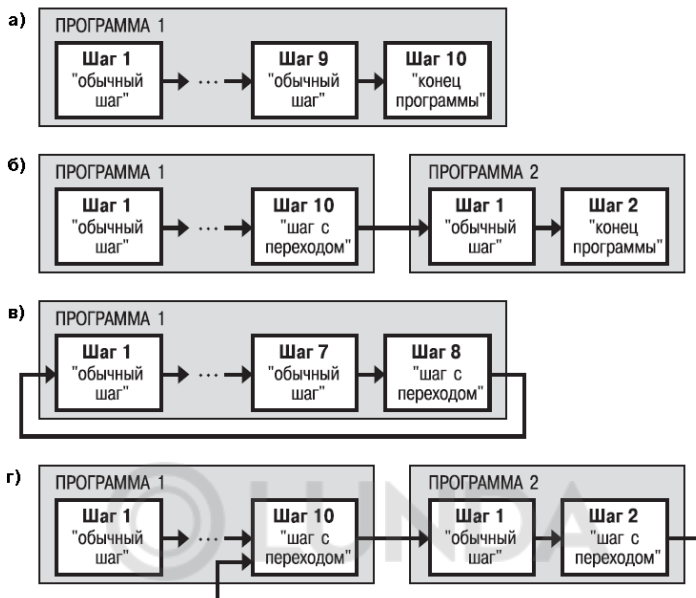 а)
ПРОГРАММА 1
Шаг 1
"обычный
шаг"
...
Шаг 9
"обычный
шаг"
Шаг 10
"конец
программы"
б)
ПРОГРАММА 1
Шаг 1
"обычный
шаг"
...
Шаг 10
"шаг с
переходом"
ПРОГРАММА 2
Шаг 1
"обычный
шаг"
Шаг 2
"конец
программы"
в)
ПРОГРАММА 1
Шаг 1
"обычный
шаг"
...
Шаг 7
"обычный
шаг"
Шаг 8
"шаг с
переходом"
г)
ПРОГРАММА 1
Шаг 1
"обычный
шаг"
...
Шаг 10
"шаг с
переходом"
ПРОГРАММА 2
Шаг 1
"обычный
шаг"
Шаг 2
"шаг с
переходом"
LUNDA